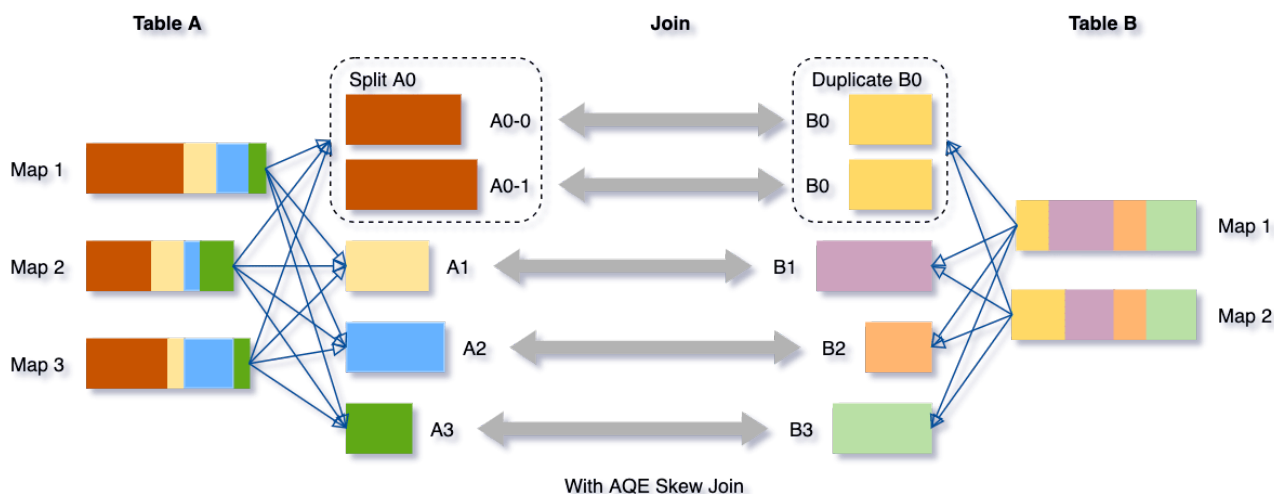 Table A
Join
Table B
Split A0
Duplicate B0
A0-0
B0
Map 1
A0-1
B0
Map 1
Map 2
A1
B1
Map 2
Map 3
A2
B2
A3
B3
With AQE Skew Join